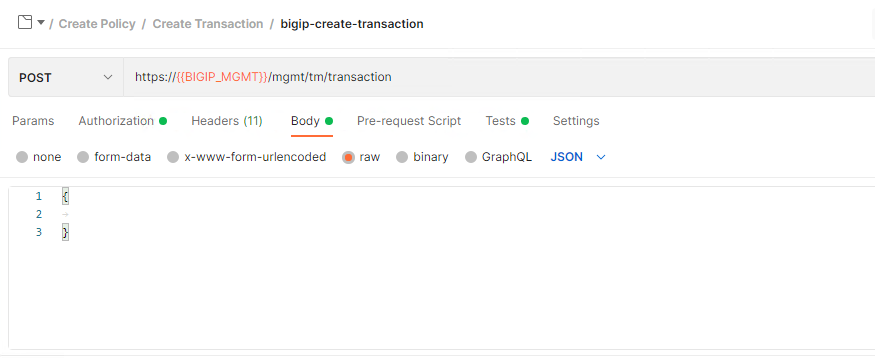 / Create Policy / Create Transaction / bigip-create-transaction
POST https://{{BIGIP_MGMT}}/mgmt/tm/transaction
Params Authorization Headers (11) Body Pre-request Script Tests Settings
none form-data x-www-form-urlencoded raw binary GraphQL JSON
1 {
2
3 }